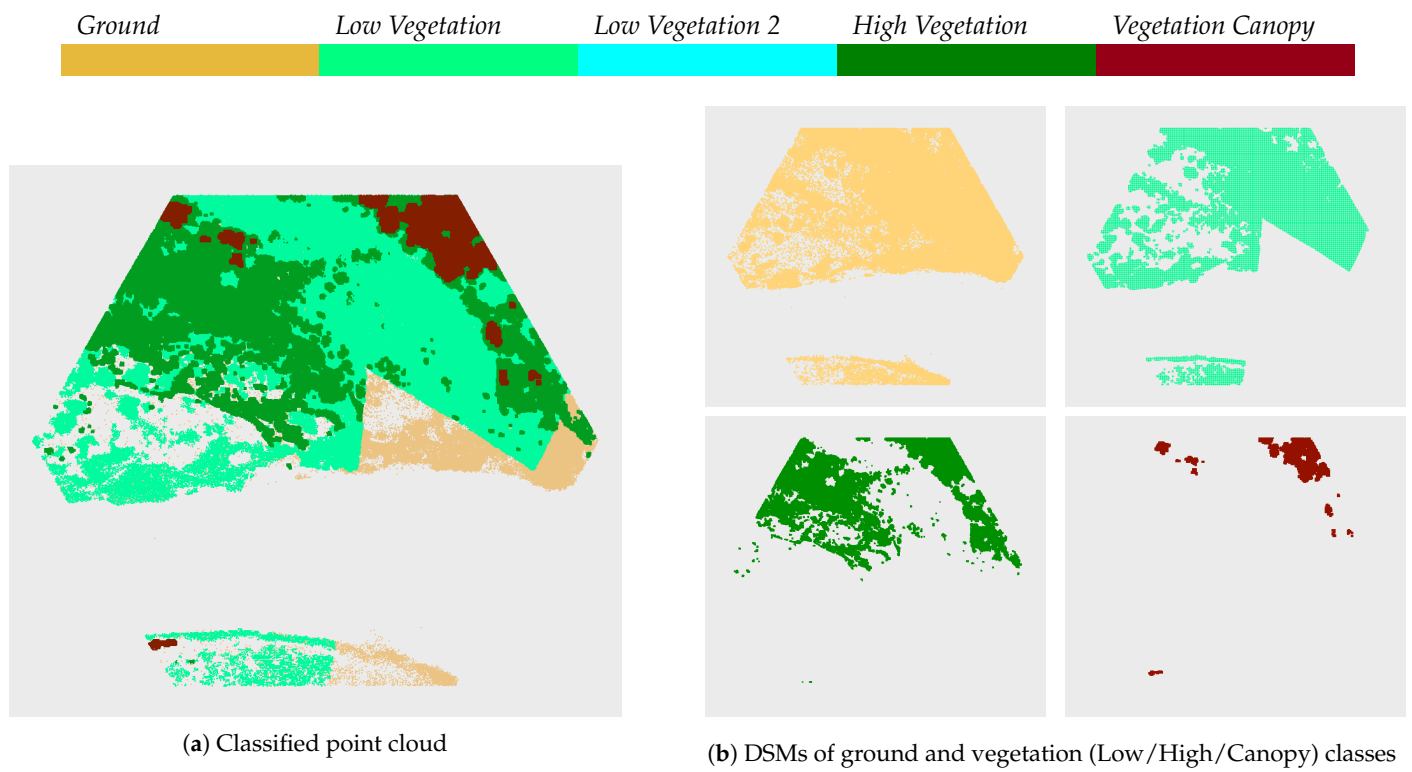 Ground Low Vegetation Low Vegetation 2 High Vegetation Vegetation Canopy
(a) Classified point cloud
(b) DSMs of ground and vegetation (Low/High/Canopy) classes